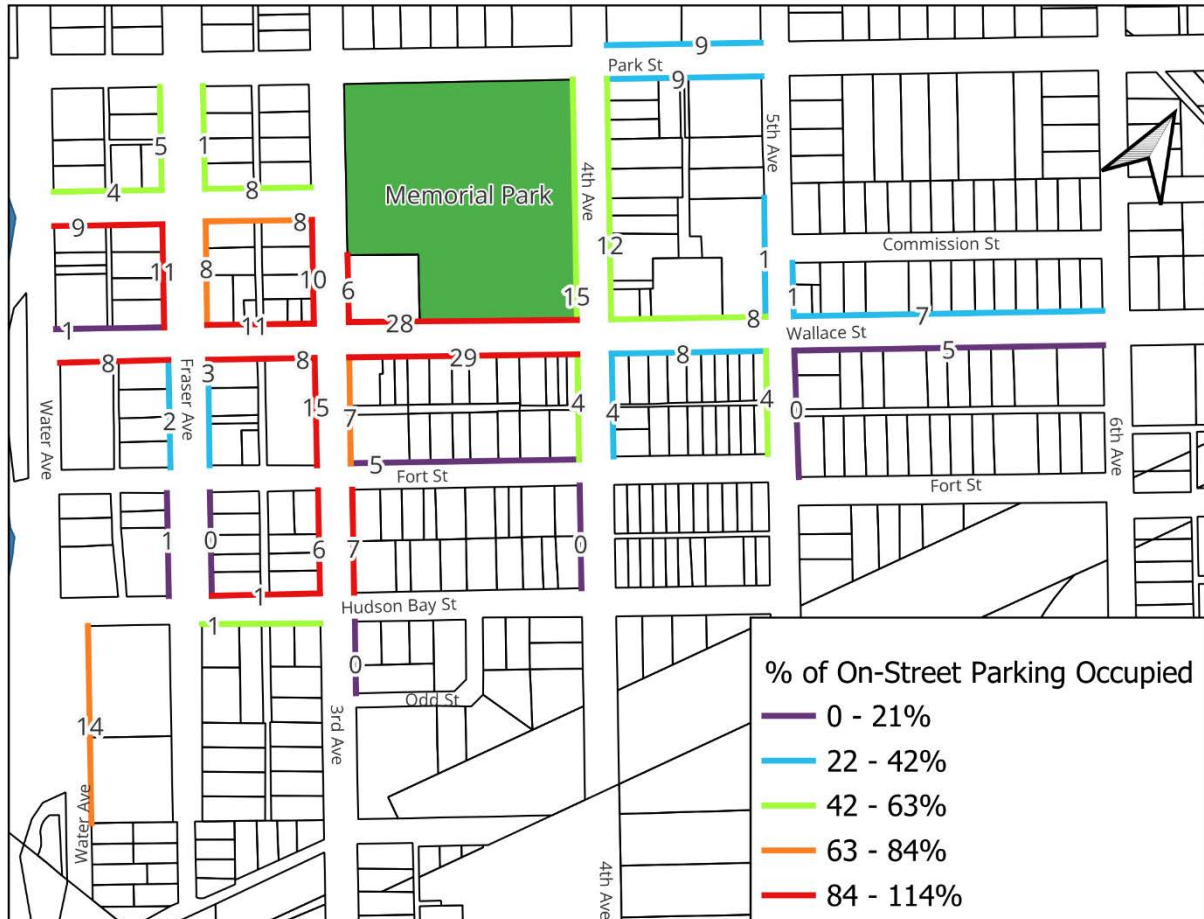 9
Park St
9
5
1
4
8
5th Ave
4th Ave
Memorial Park
9
8
12
Commission St
11
8
10
6
1
1
15
1
11
28
8
7
Wallace St
8
3
8
29
8
5
Fraser Ave
2
15
7
4
4
4
0
Water Ave
6th Ave
5
Fort St
Fort St
1
0
6
7
0
1
Hudson Bay St
1
0
Odd St
14
3rd Ave
Water Ave
4th Ave
% of On-Street Parking Occupied
0 - 21%
22 - 42%
42 - 63%
63 - 84%
84 - 114%